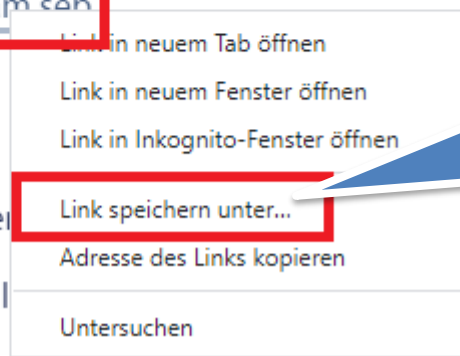 Link in neuem Tab öffnen
Link in neuem Fenster öffnen
Link in Inkognito-Fenster öffnen
Link speichern unter...
Adresse des Links kopieren
Untersuchen